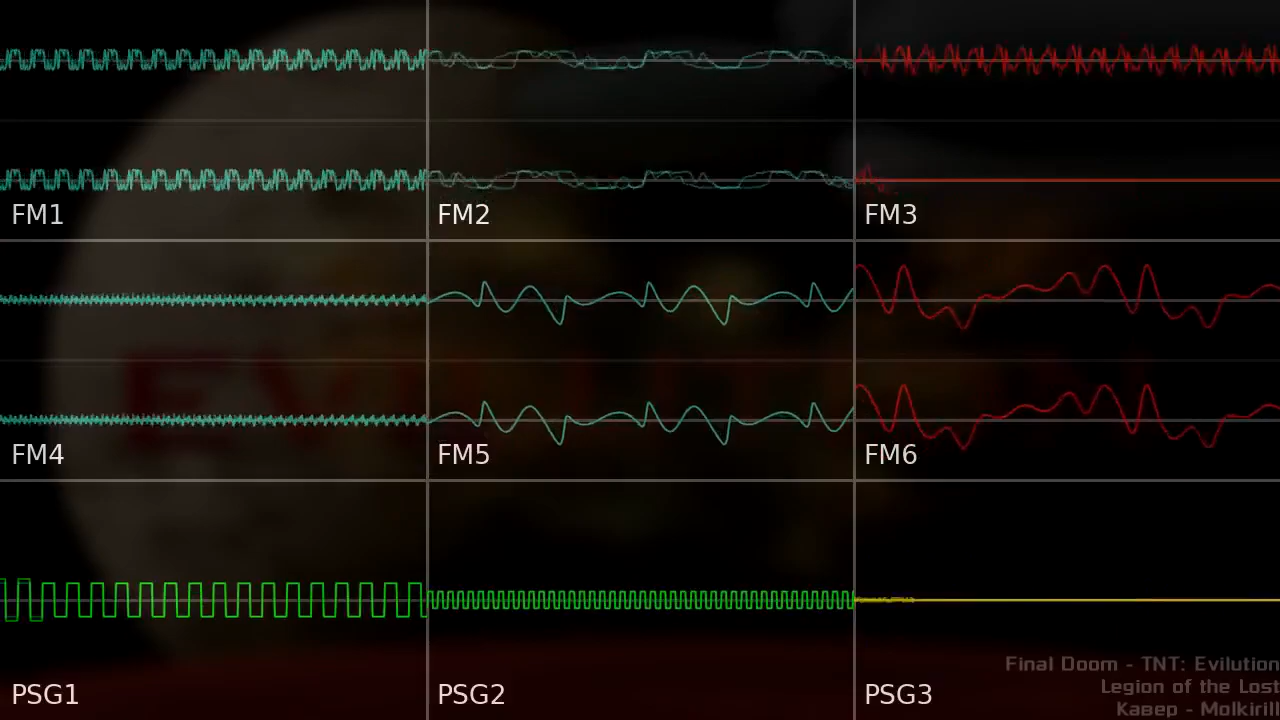 FM1
FM2
FM3
FM4
FM5
FM6
PSG1
PSG2
PSG3
EVILUTION
Final Doom - TNT: Evilution
Legion of the Lost
Кавер - Molkirill